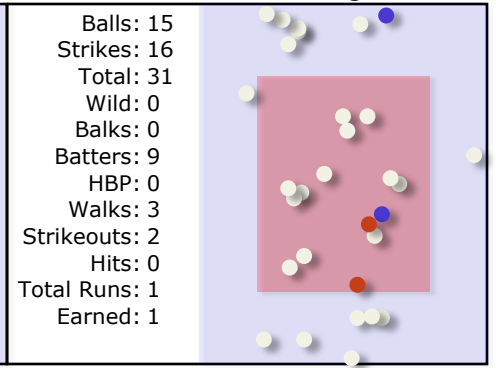 Balls: 15
Strikes: 16
Total: 31
Wild: 0
Balks: 0
Batters: 9
HBP: 0
Walks: 3
Strikeouts: 2
Hits: 0
Total Runs: 1
Earned: 1